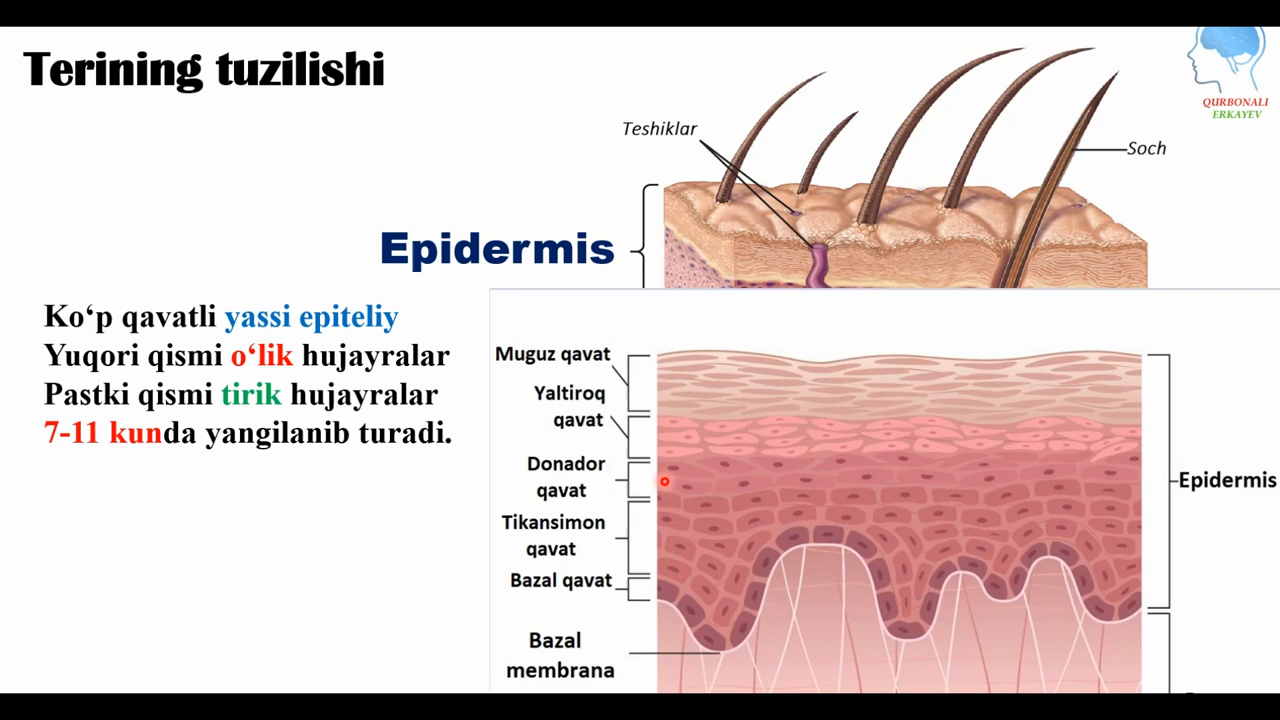 Terining tuzilishi
QURBONALI
ERKAYEV
Teshiklar
Soch
Epidermis
Ko‘p qavatli yassi epiteliy
Yuqori qismi o‘lik hujayralar
Pastki qismi tirik hujayralar
7-11 kunda yangilanib turadi.
Muguz qavat
Yaltiroq
qavat
Donador
qavat
Tikansimon
qavat
Bazal qavat
Bazal
membrana
Epidermis